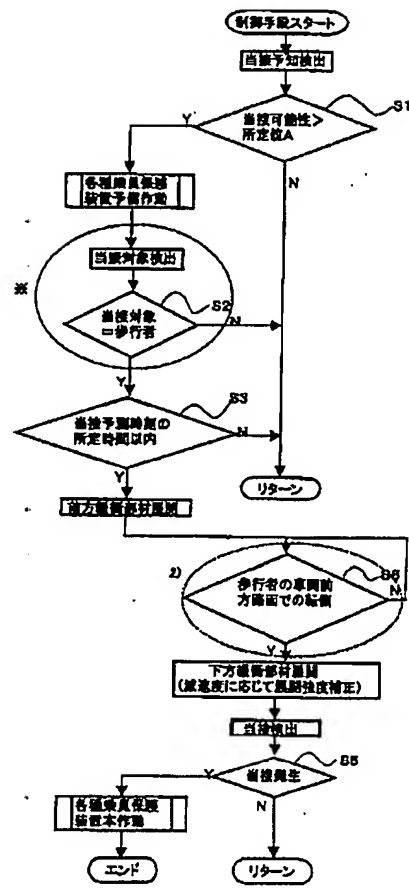 制御手段スタート
当接予知検出
S1
当接可能性>
所定値A
Y
N
各種乗員保護
装置予備作動
※
当接対象検出
S2
当接対象
=歩行者
N
Y
S3
当接予測時刻の
所定時間以内
N
Y
リターン
前方緩衝部材展開
2)
S6
歩行者の車両前
方路面での転倒
N
Y
下方緩衝部材展開
(減速度に応じて展開強度補正)
当接検出
S5
当接発生
Y
N
各種乗員保護
装置本作動
エンド
リターン